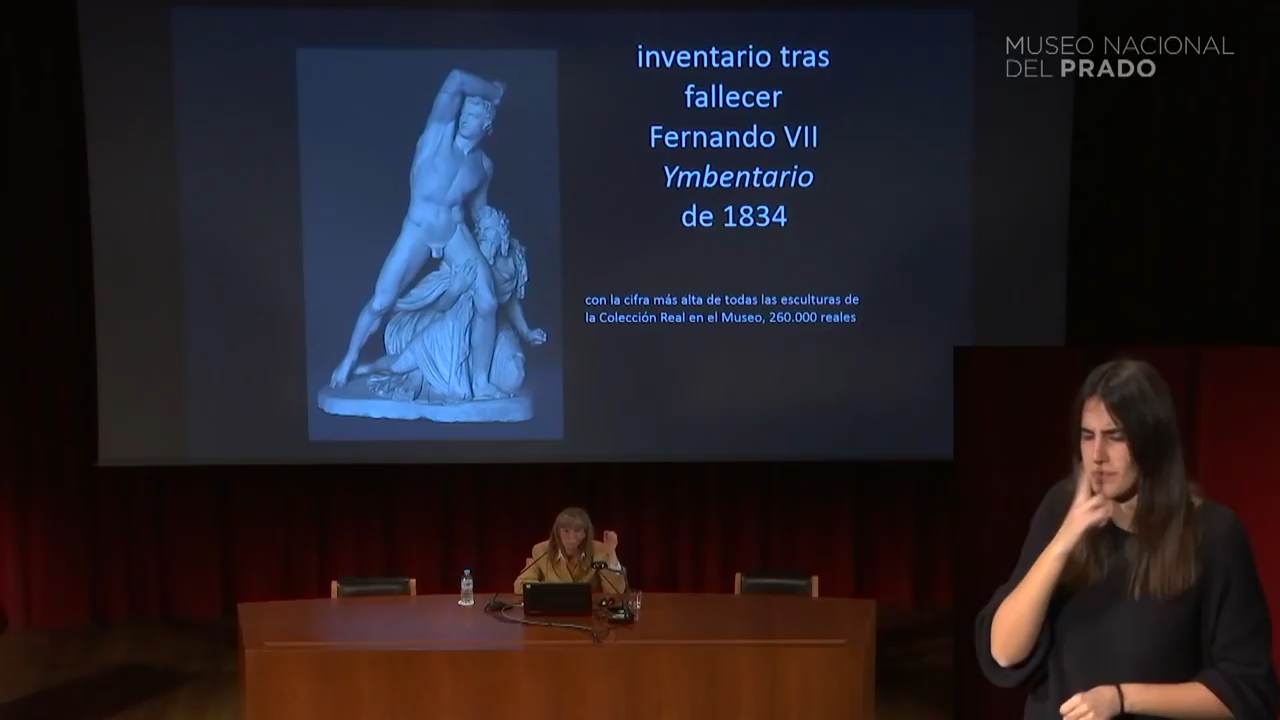 inventario tras
fallecer
Fernando VII
Ymbentario
de 1834
con la cifra más alta de todas las esculturas de
la Colección Real en el Museo, 260.000 reales
MUSEO NACIONAL
DEL PRADO